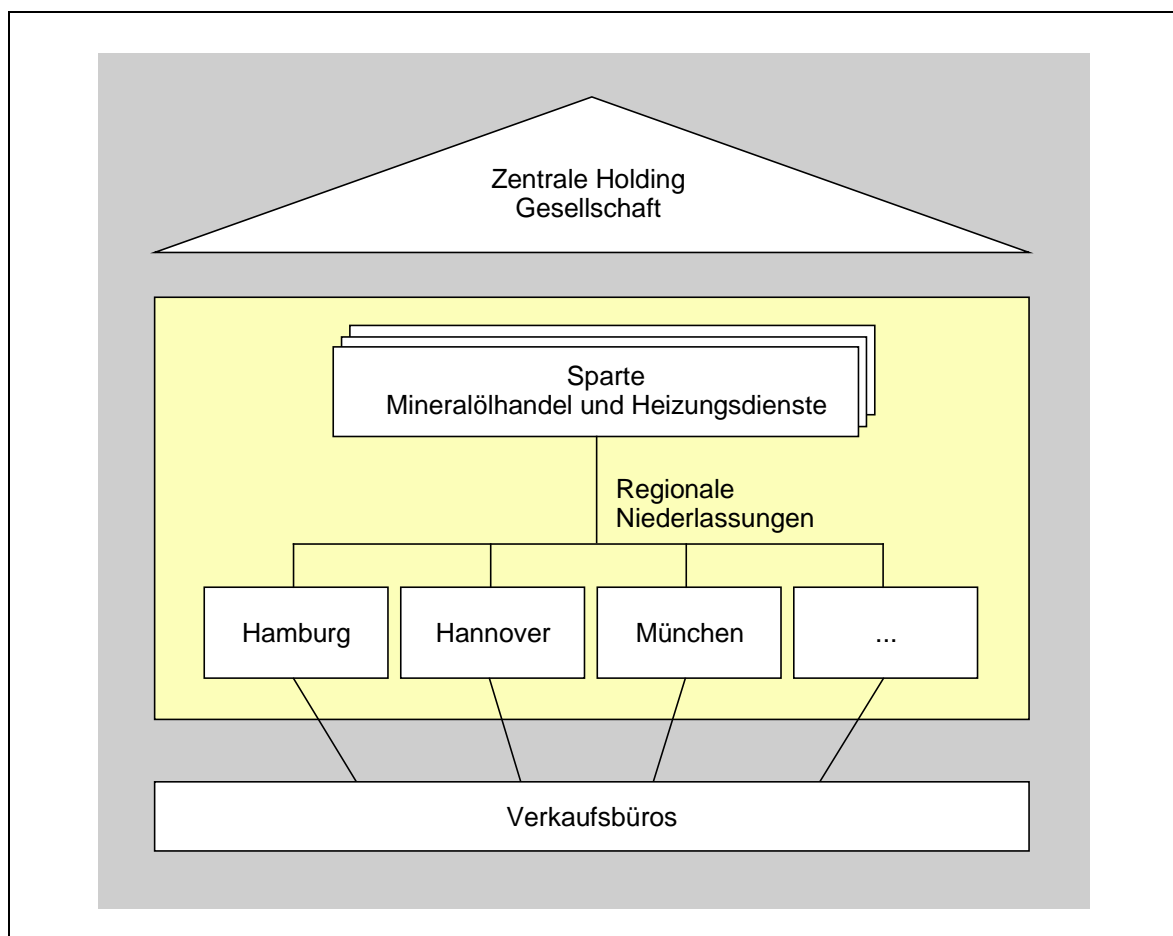 Zentrale Holding
Gesellschaft
Sparte
Mineralölhandel und Heizungsdienste
Regionale
Niederlassungen
Hamburg
Hannover
München
...
Verkaufsbüros